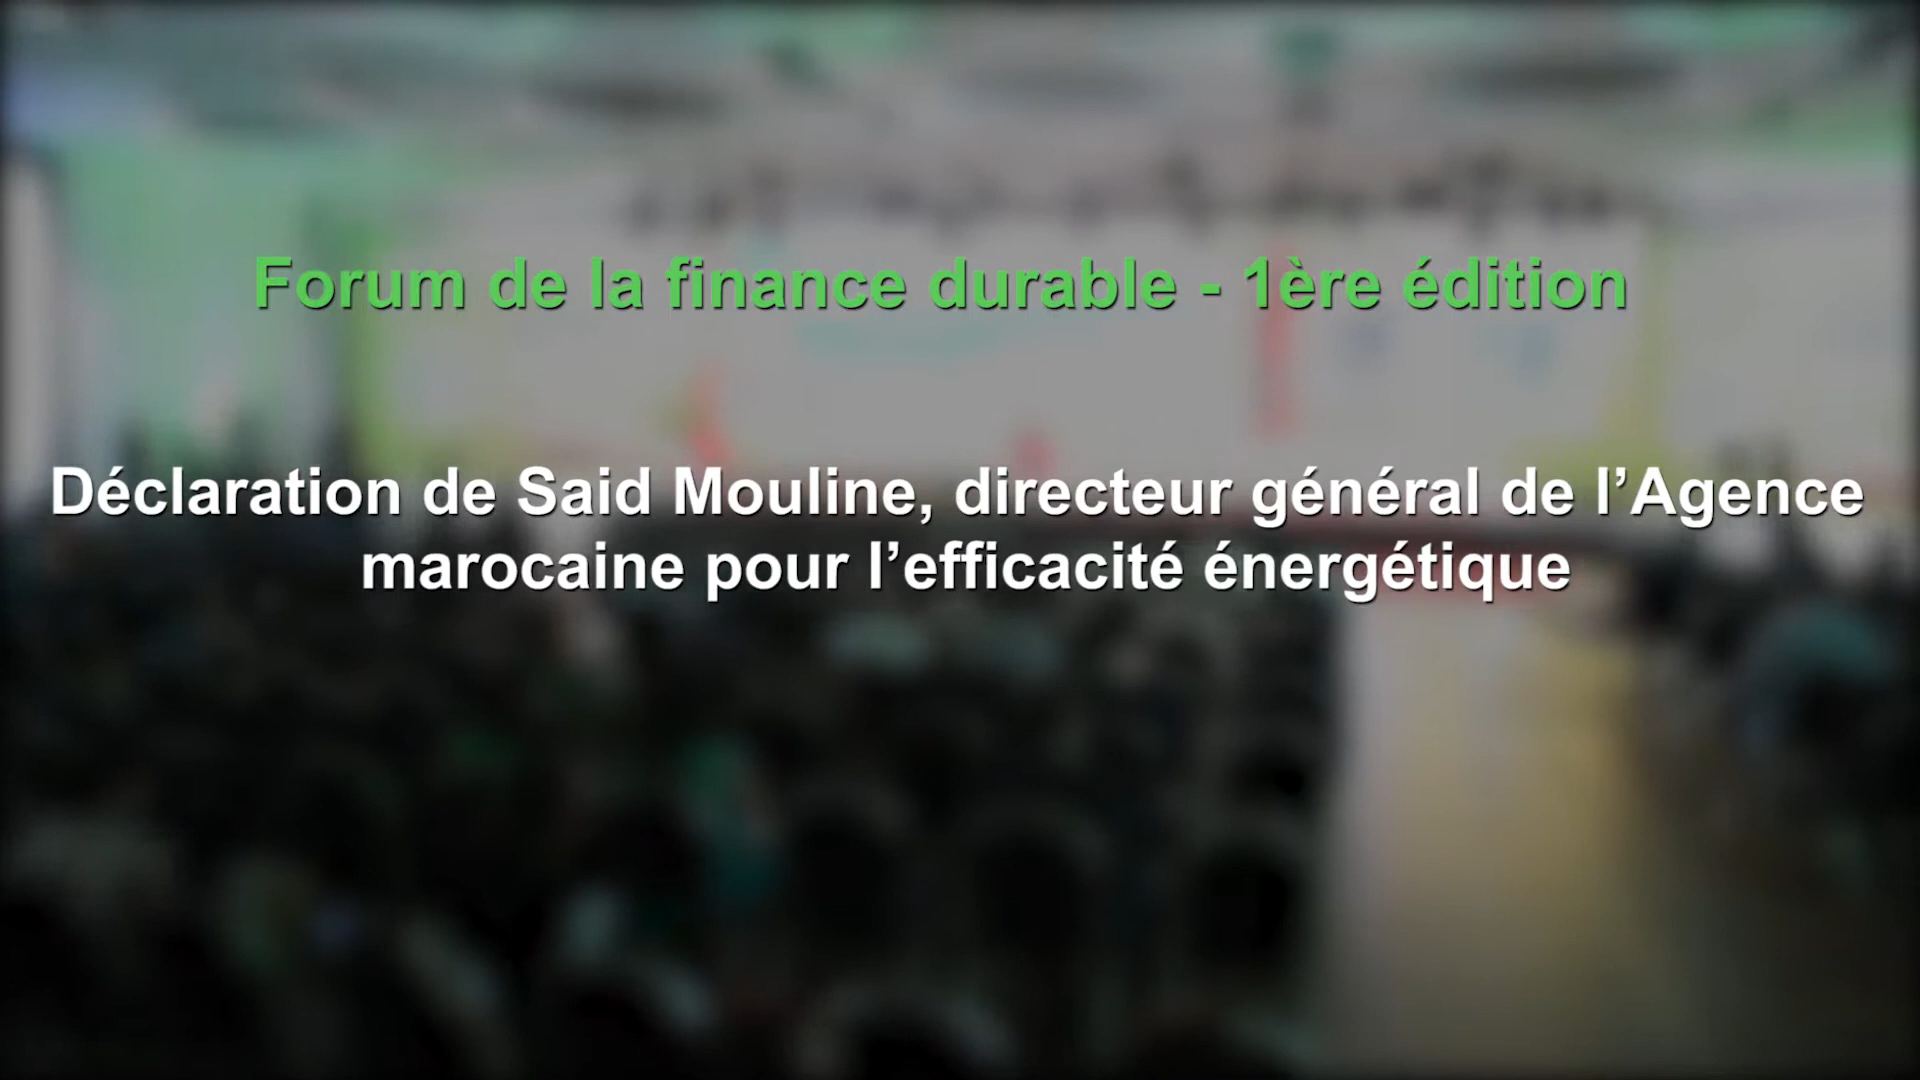 Forum de la finance durable - 1ère édition
Déclaration de Said Mouline, directeur général de l’Agence
marocaine pour l’efficacité énergétique